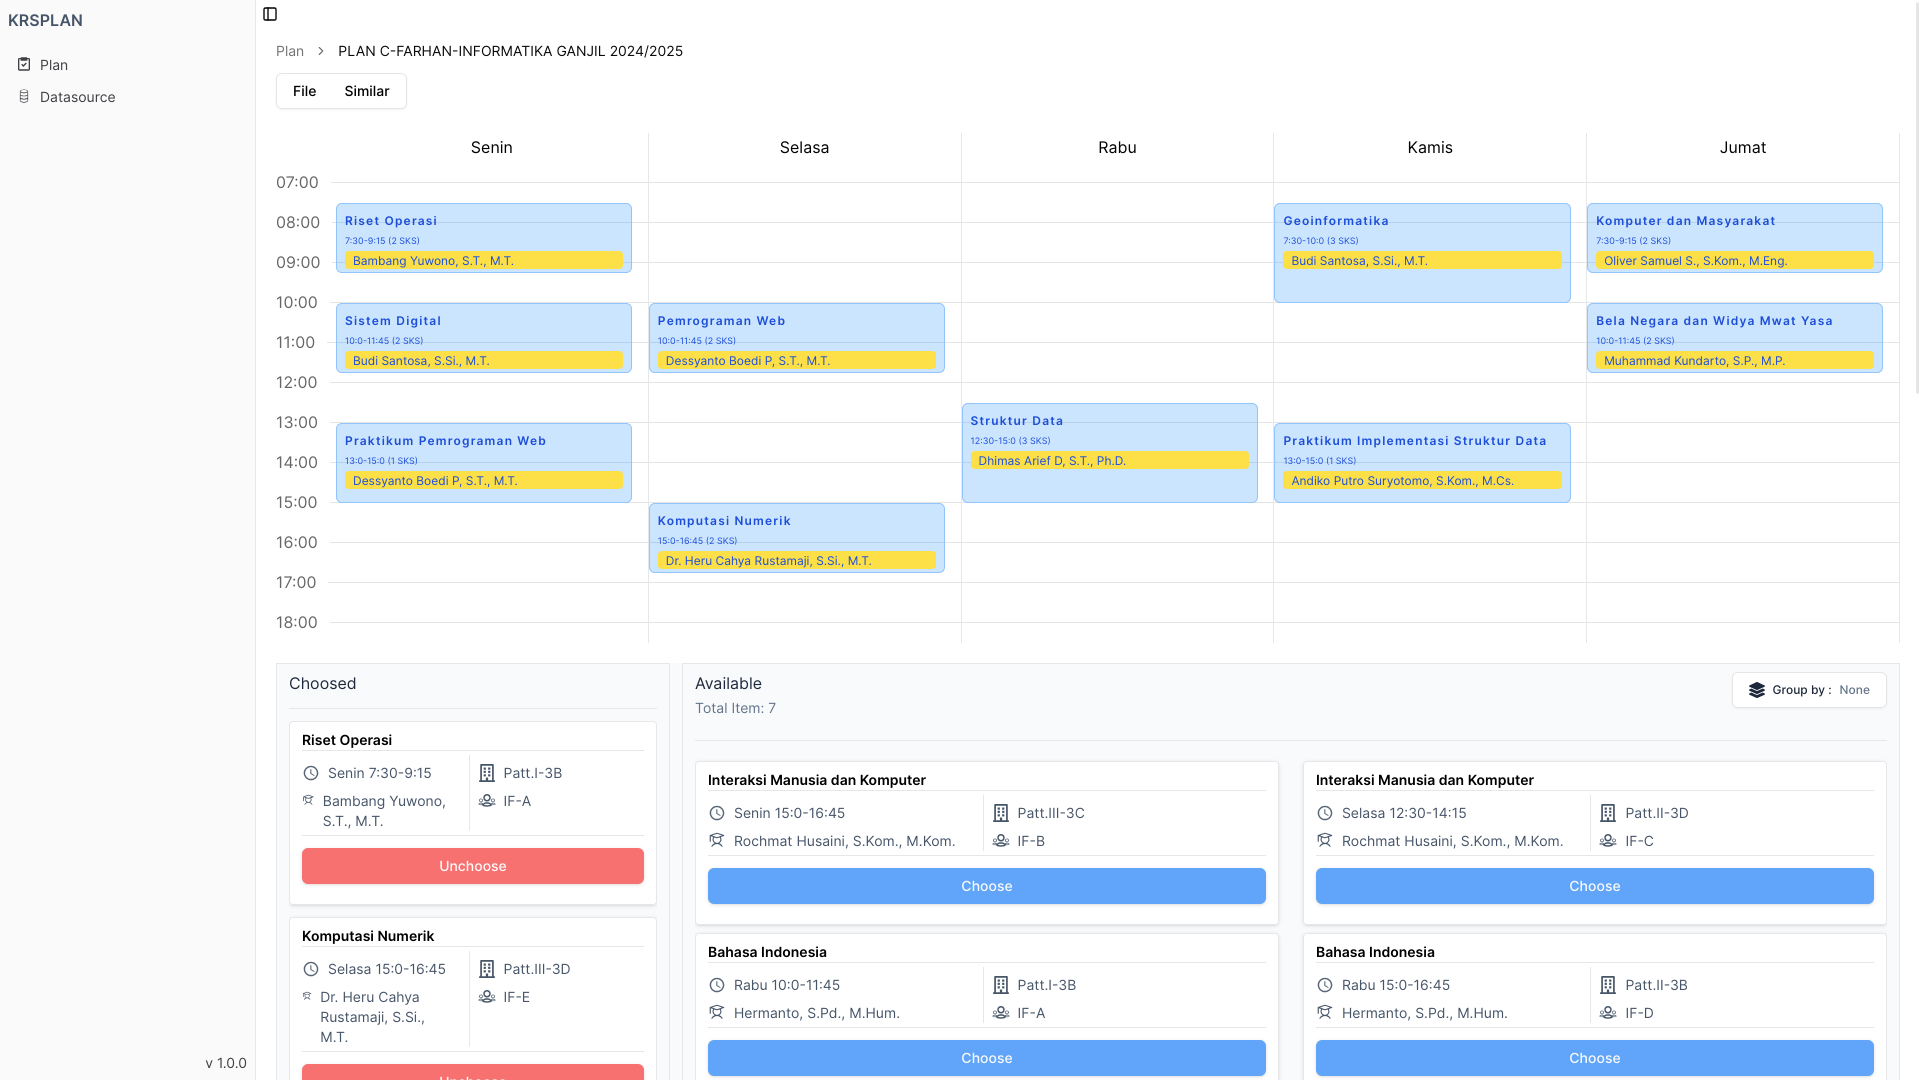 KRSPLAN
Plan
Datasource
v 1.0.0
Plan > PLAN C-FARHAN-INFORMATIKA GANJIL 2024/2025
File Similar
Senin Selasa Rabu Kamis Jumat
07:00
08:00
09:00
10:00
11:00
12:00
13:00
14:00
15:00
16:00
17:00
18:00
Riset Operasi
7:30-9:15 (2 SKS)
Bambang Yuwono, S.T., M.T.
Sistem Digital
10:0-11:45 (2 SKS)
Budi Santosa, S.Si., M.T.
Praktikum Pemrograman Web
13:0-15:0 (1 SKS)
Dessyanto Boedi P, S.T., M.T.
Pemrograman Web
10:0-11:45 (2 SKS)
Dessyanto Boedi P, S.T., M.T.
Komputasi Numerik
15:0-16:45 (2 SKS)
Dr. Heru Cahya Rustamaji, S.Si., M.T.
Struktur Data
12:30-15:0 (3 SKS)
Dhimas Arief D, S.T., Ph.D.
Geoinformatika
7:30-10:0 (3 SKS)
Budi Santosa, S.Si., M.T.
Praktikum Implementasi Struktur Data
13:0-15:0 (1 SKS)
Andiko Putro Suryotomo, S.Kom., M.Cs.
Komputer dan Masyarakat
7:30-9:15 (2 SKS)
Oliver Samuel S., S.Kom., M.Eng.
Bela Negara dan Widya Mwat Yasa
10:0-11:45 (2 SKS)
Muhammad Kundarto, S.P., M.P.
Choosed
Riset Operasi
Senin 7:30-9:15
Bambang Yuwono,
S.T., M.T.
Patt.I-3B
IF-A
Unchoose
Komputasi Numerik
Selasa 15:0-16:45
Dr. Heru Cahya
Rustamaji, S.Si.,
M.T.
Patt.III-3D
IF-E
Unchoose
Available
Total Item: 7
Group by : None
Interaksi Manusia dan Komputer
Senin 15:0-16:45
Rochmat Husaini, S.Kom., M.Kom.
Patt.III-3C
IF-B
Choose
Interaksi Manusia dan Komputer
Selasa 12:30-14:15
Rochmat Husaini, S.Kom., M.Kom.
Patt.II-3D
IF-C
Choose
Bahasa Indonesia
Rabu 10:0-11:45
Hermanto, S.Pd., M.Hum.
Patt.I-3B
IF-A
Choose
Bahasa Indonesia
Rabu 15:0-16:45
Hermanto, S.Pd., M.Hum.
Patt.II-3B
IF-D
Choose